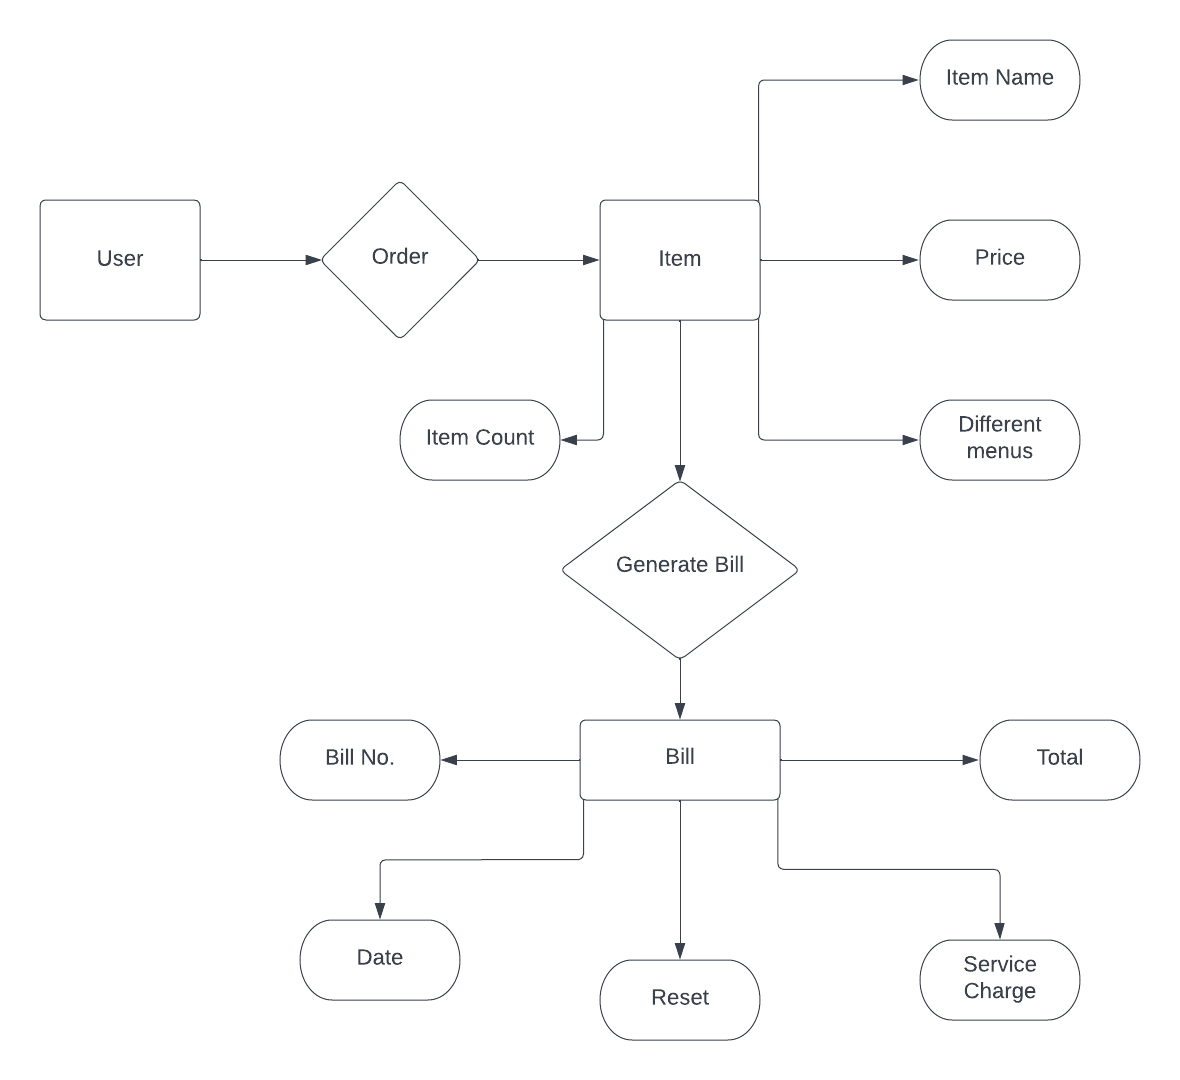 Item Name
User
Order
Item
Price
Item Count
Different
menus
Generate Bill
Bill No.
Bill
Total
Date
Reset
Service
Charge